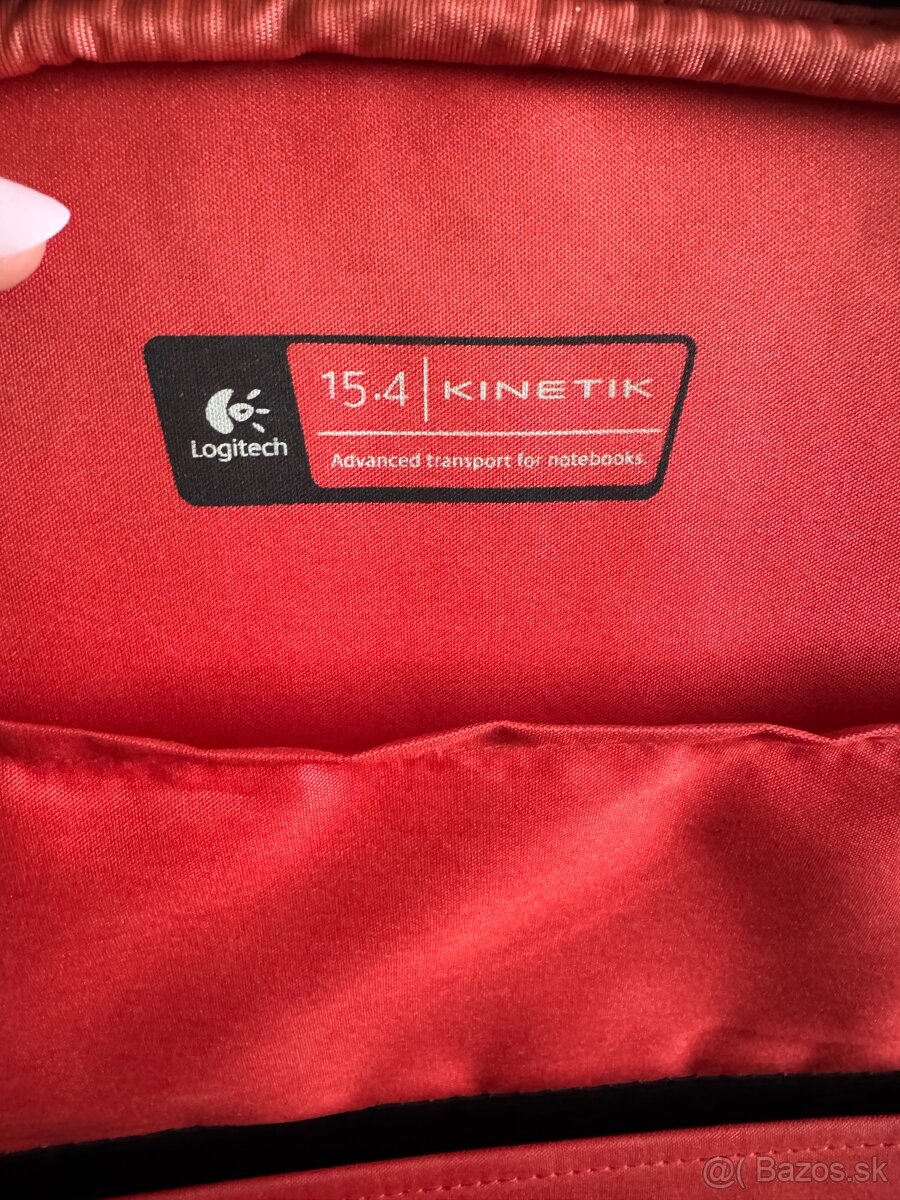 15.4 | KINETIK
Logitech
Advanced transport for notebooks.
@( Bazos.sk